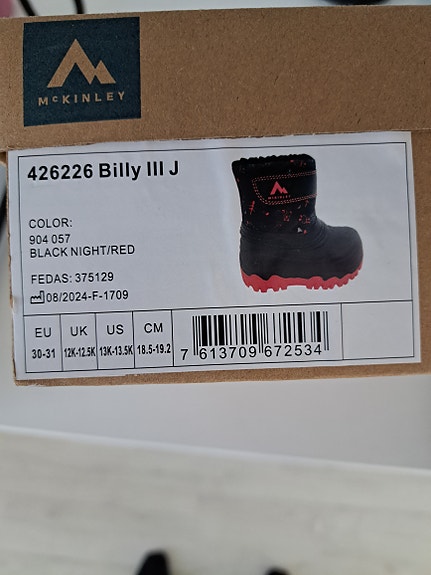 McKINLEY
426226 Billy III J
McKINLEY
COLOR:
904 057
BLACK NIGHT/RED
FEDAS: 375129
08/2024-F-1709
EU UK US CM
30-31 12K-12.5K 13K-13.5K 18.5-19.2
7 613709 672534